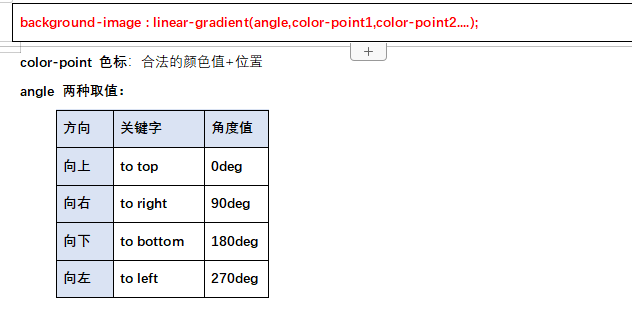 background-image : linear-gradient(angle,color-point1,color-point2....);
color-point 色标：合法的颜色值+位置
angle 两种取值：
方向 关键字 角度值
向上 to top 0deg
向右 to right 90deg
向下 to bottom 180deg
向左 to left 270deg